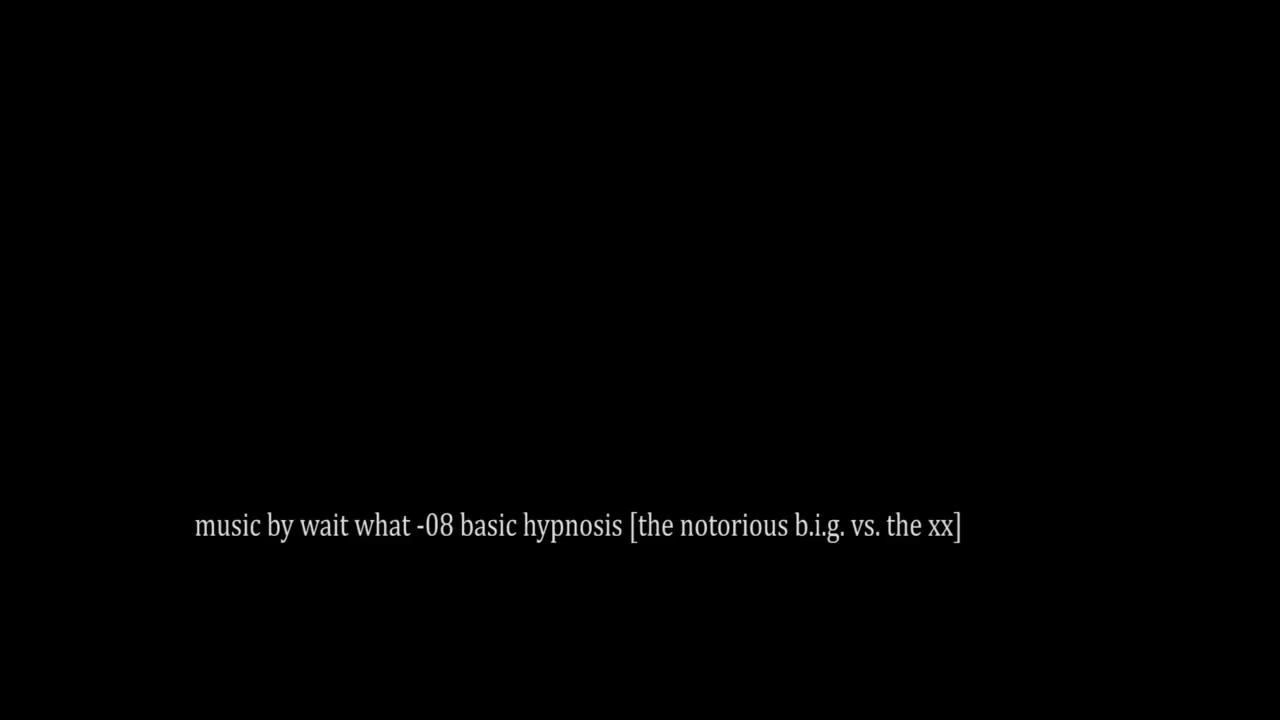 music by wait what -08 basic hypnosis [the notorious b.i.g. vs. the xx]